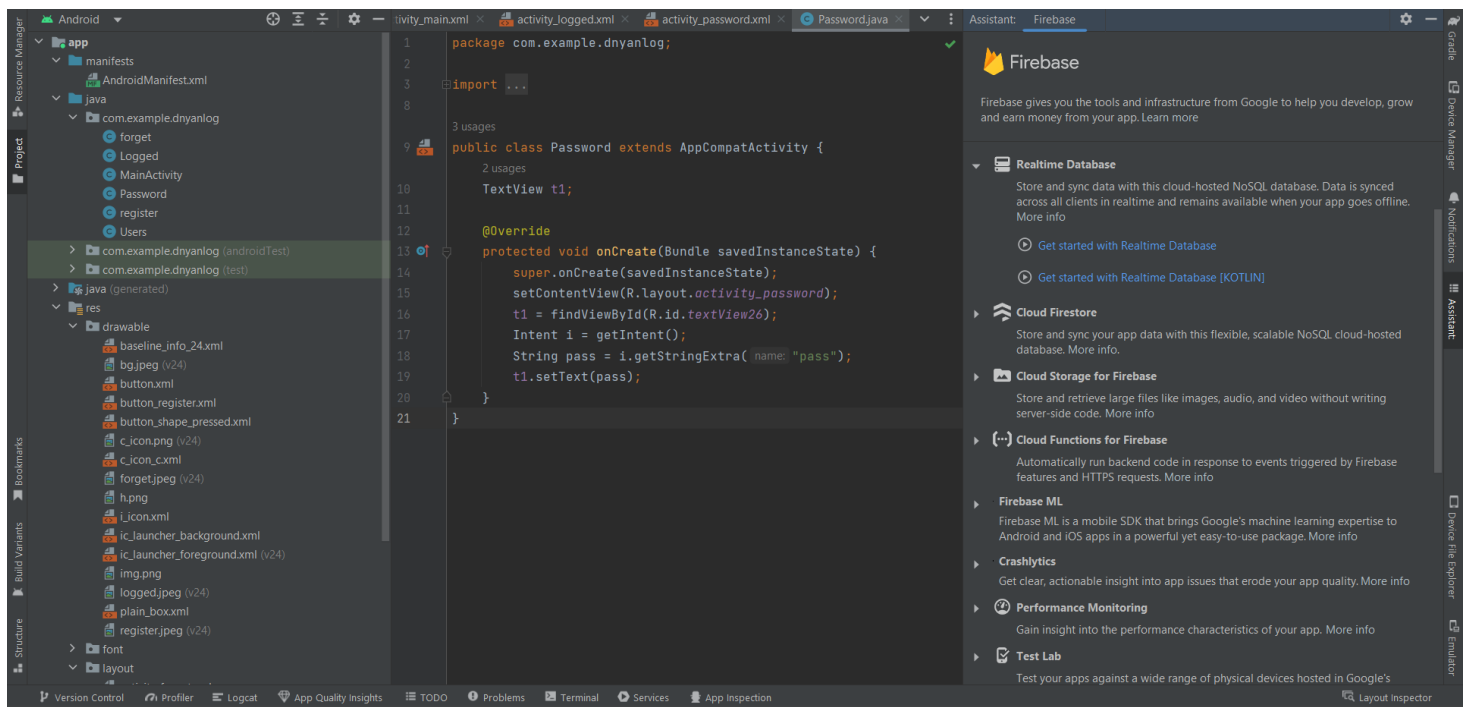 Android
tivity_main.xml
activity_logged.xml
activity_password.xml
Password.java
Assistant:
Firebase
Resource Manager
Project
Bookmarks
Build Variants
Structure
app
manifests
AndroidManifest.xml
java
com.example.dnyanlog
forget
Logged
MainActivity
Password
register
Users
com.example.dnyanlog (androidTest)
com.example.dnyanlog (test)
java (generated)
res
drawable
baseline_info_24.xml
bg.jpeg (v24)
button.xml
button_register.xml
button_shape_pressed.xml
c_icon.png (v24)
c_icon_c.xml
forget.jpeg (v24)
h.png
i_icon.xml
ic_launcher_background.xml
ic_launcher_foreground.xml (v24)
img.png
logged.jpeg (v24)
plain_box.xml
register.jpeg (v24)
font
layout
1 package com.example.dnyanlog;
2
3 import ...
8
3 usages
9 public class Password extends AppCompatActivity {
2 usages
10 TextView t1;
11
12 @Override
13 protected void onCreate(Bundle savedInstanceState) {
14 super.onCreate(savedInstanceState);
15 setContentView(R.layout.activity_password);
16 t1 = findViewById(R.id.textView26);
17 Intent i = getIntent();
18 String pass = i.getStringExtra( name: "pass");
19 t1.setText(pass);
20 }
21 }
Firebase
Firebase gives you the tools and infrastructure from Google to help you develop, grow
and earn money from your app. Learn more
Realtime Database
Store and sync data with this cloud-hosted NoSQL database. Data is synced
across all clients in realtime and remains available when your app goes offline.
More info
Get started with Realtime Database
Get started with Realtime Database [KOTLIN]
Cloud Firestore
Store and sync your app data with this flexible, scalable NoSQL cloud-hosted
database. More info.
Cloud Storage for Firebase
Store and retrieve large files like images, audio, and video without writing
server-side code. More info
Cloud Functions for Firebase
Automatically run backend code in response to events triggered by Firebase
features and HTTPS requests. More info
Firebase ML
Firebase ML is a mobile SDK that brings Google's machine learning expertise to
Android and iOS apps in a powerful yet easy-to-use package. More info
Crashlytics
Get clear, actionable insight into app issues that erode your app quality. More info
Performance Monitoring
Gain insight into the performance characteristics of your app. More info
Test Lab
Test your apps against a wide range of physical devices hosted in Google's
Gradle
Device Manager
Notifications
Assistant:
Device File Explorer
Emulator
Version Control
Profiler
Logcat
App Quality Insights
TODO
Problems
Terminal
Services
App Inspection
Layout Inspector